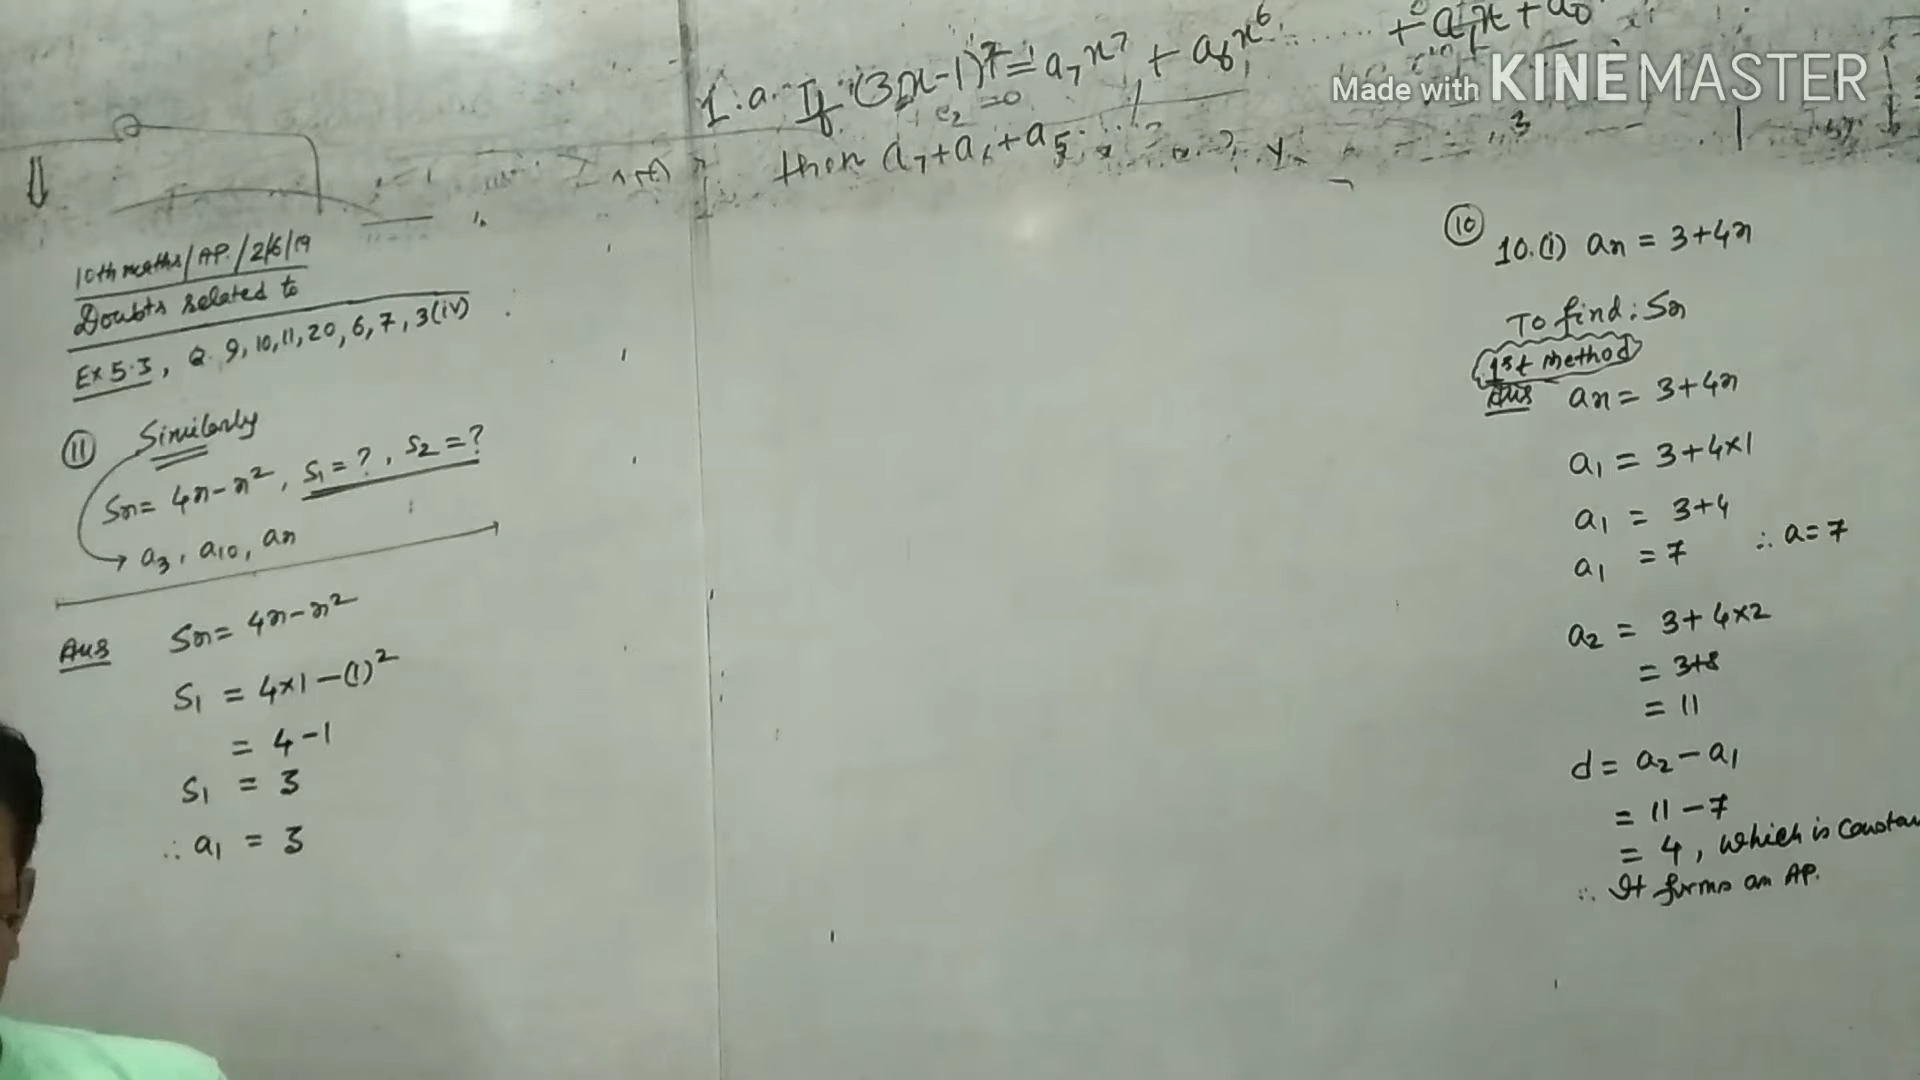 1.a. If (3x-1)⁷ = a₇x⁷ + a₆x⁶ ........ + a₁x + a₀
then a₇+a₆+a₅
Made with KINEMASTER
10th maths/AP./2/6/19
Doubts related to
Ex 5.3, Q. 9, 10, 11, 20, 6, 7, 3(iv)
⑪ Similarly
Sn = 4n-n², S₁ = ?, S₂ = ?
a₃, a₁₀, an
Ans Sn = 4n-n²
S₁ = 4×1-(1)²
= 4-1
S₁ = 3
∴ a₁ = 3
⑩ 10.(i) an = 3+4n
To find: Sn
1st method
Ans an = 3+4n
a₁ = 3+4×1
a₁ = 3+4
a₁ = 7 ∴ a=7
a₂ = 3+4×2
= 3+8
= 11
d = a₂-a₁
= 11-7
= 4, which is constan
∴ It forms an AP.